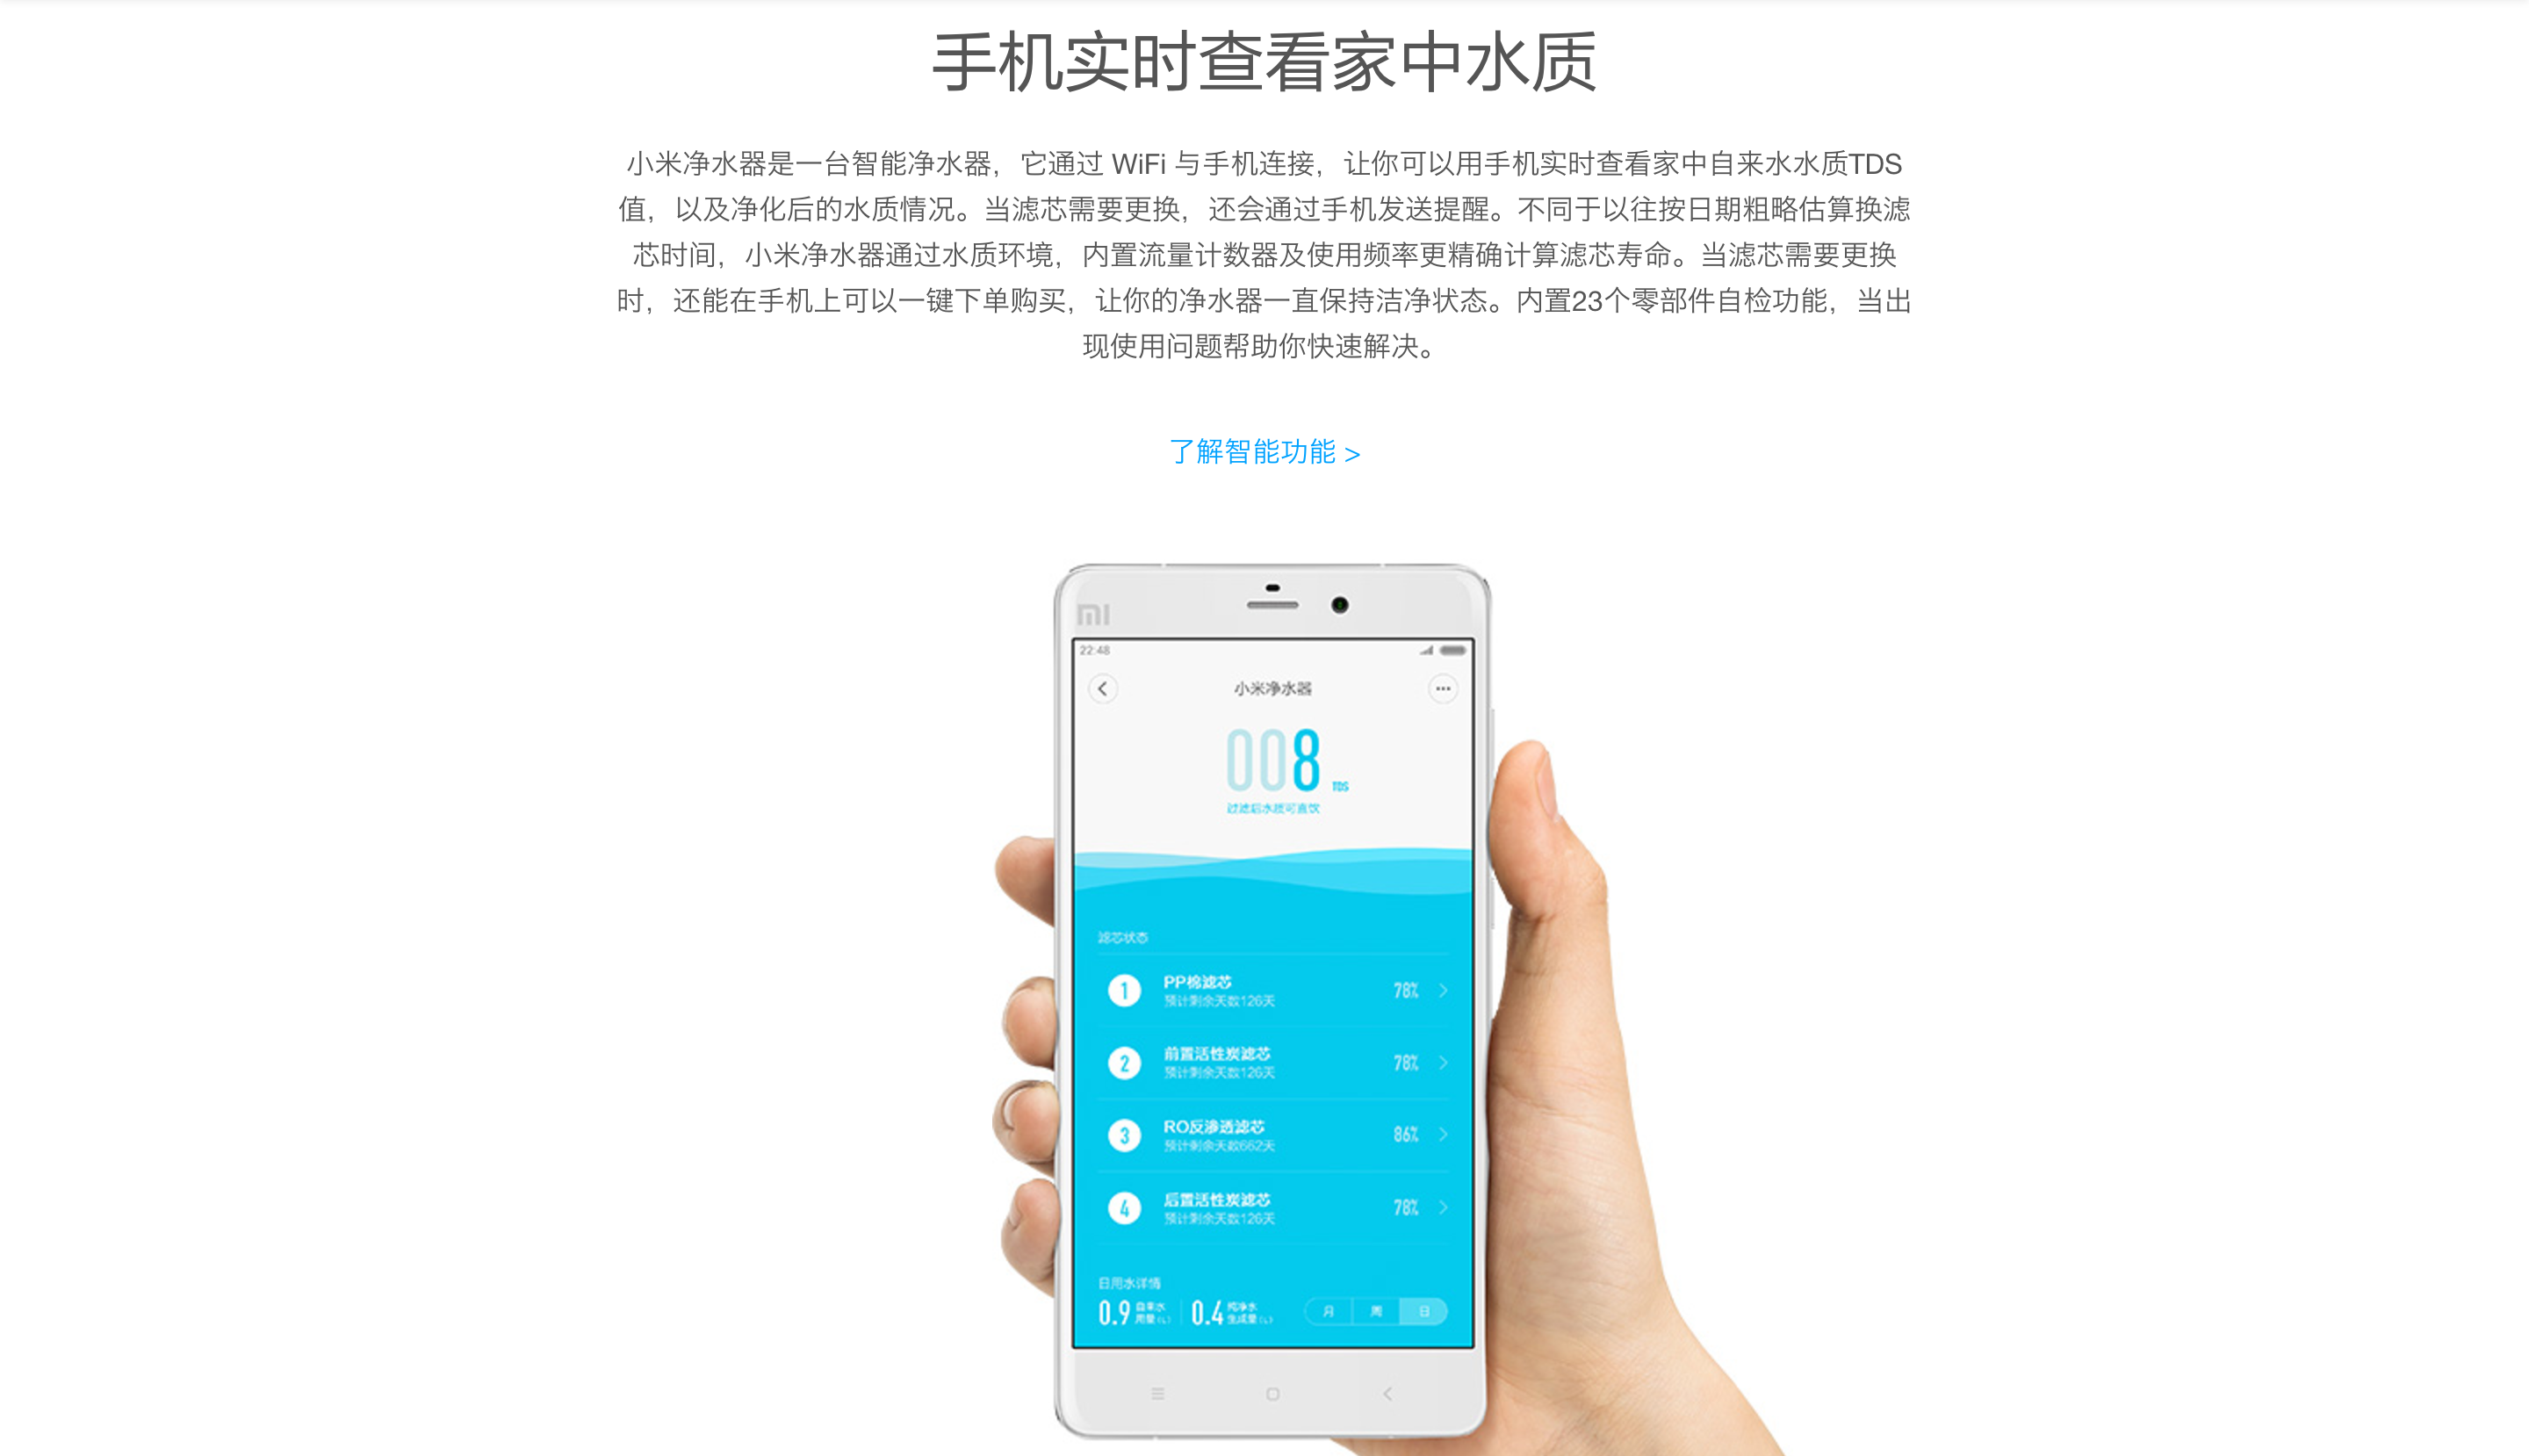 手机实时查看家中水质
小米净水器是一台智能净水器，它通过 WiFi 与手机连接，让你可以用手机实时查看家中自来水水质TDS
值，以及净化后的水质情况。当滤芯需要更换，还会通过手机发送提醒。不同于以往按日期粗略估算换滤
芯时间，小米净水器通过水质环境，内置流量计数器及使用频率更精确计算滤芯寿命。当滤芯需要更换
时，还能在手机上可以一键下单购买，让你的净水器一直保持洁净状态。内置23个零部件自检功能，当出
现使用问题帮助你快速解决。
了解智能功能 >
MI
22:48
小米净水器
008 TDS
过滤后水质可直饮
滤芯状态
1 PP棉滤芯 78%
预计剩余天数126天
2 前置活性炭滤芯 78%
预计剩余天数126天
3 RO反渗透滤芯 86%
预计剩余天数662天
4 后置活性炭滤芯 78%
预计剩余天数126天
日用水详情
0.9 自来水用量(L) 0.4 纯净水生成量(L) 月 周 日